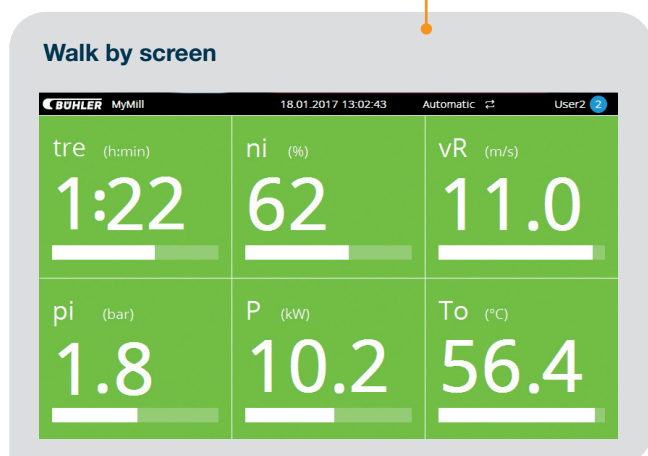 Walk by screen
BÜHLER MyMill 18.01.2017 13:02:43 Automatic User2 2
tre (h:min) ni (%) vR (m/s)
1:22 62 11.0
pi (bar) P (kW) To (°C)
1.8 10.2 56.4